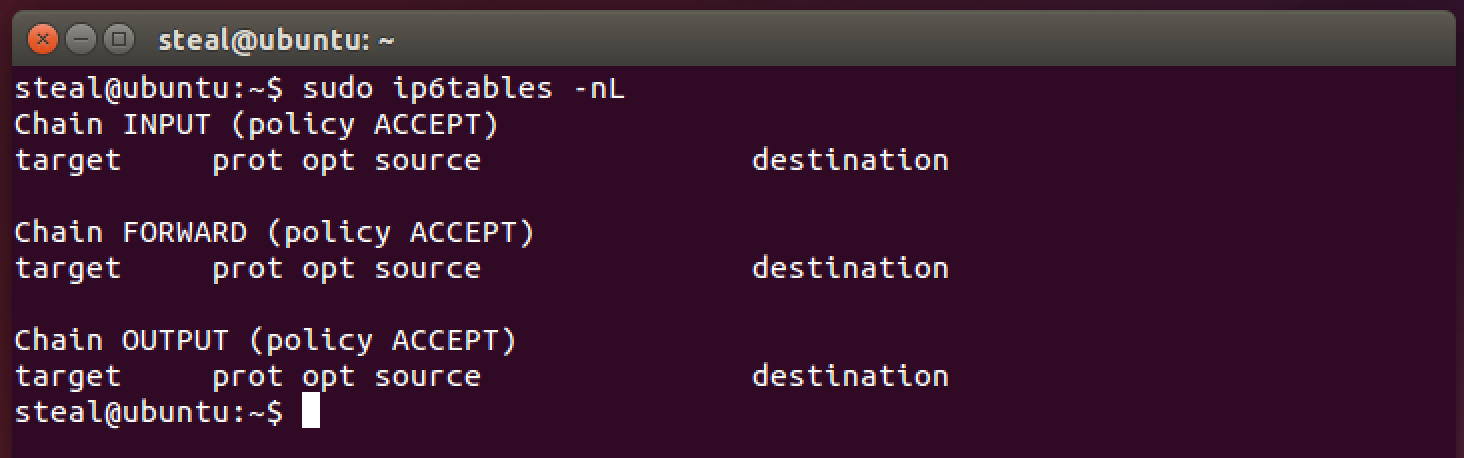 steal@ubuntu: ~
steal@ubuntu:~$ sudo ip6tables -nL
Chain INPUT (policy ACCEPT)
target     prot opt source               destination

Chain FORWARD (policy ACCEPT)
target     prot opt source               destination

Chain OUTPUT (policy ACCEPT)
target     prot opt source               destination
steal@ubuntu:~$